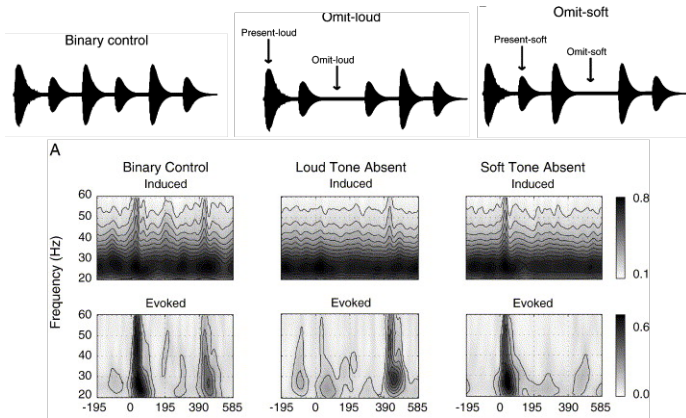 Binary control
Omit-loud
Present-loud
Omit-loud
Omit-soft
Present-soft
Omit-soft
A
Binary Control
Induced
Loud Tone Absent
Induced
Soft Tone Absent
Induced
Frequency (Hz)
60
50
40
30
20
0.8
0.1
Evoked
Evoked
Evoked
60
50
40
30
20
0.6
0.0
-195 0 195 390 585
-195 0 195 390 585
-195 0 195 390 585